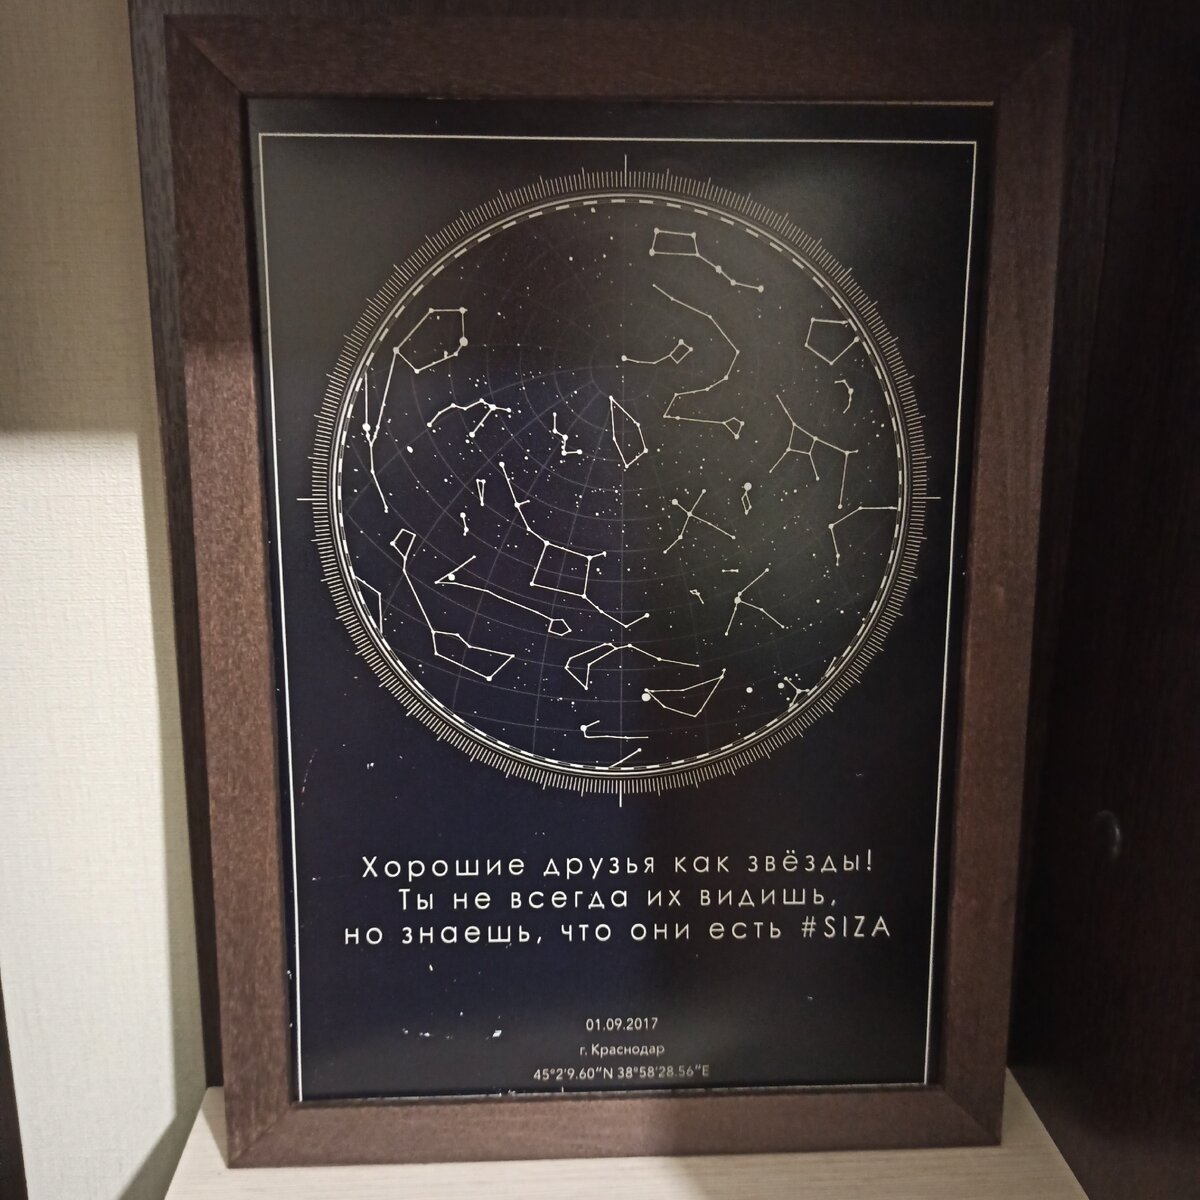 Хорошие друзья как звёзды!
Ты не всегда их видишь,
но знаешь, что они есть #SIZA
01.09.2017
г. Краснодар
45°2'9.60"N 38°58'28.56"E